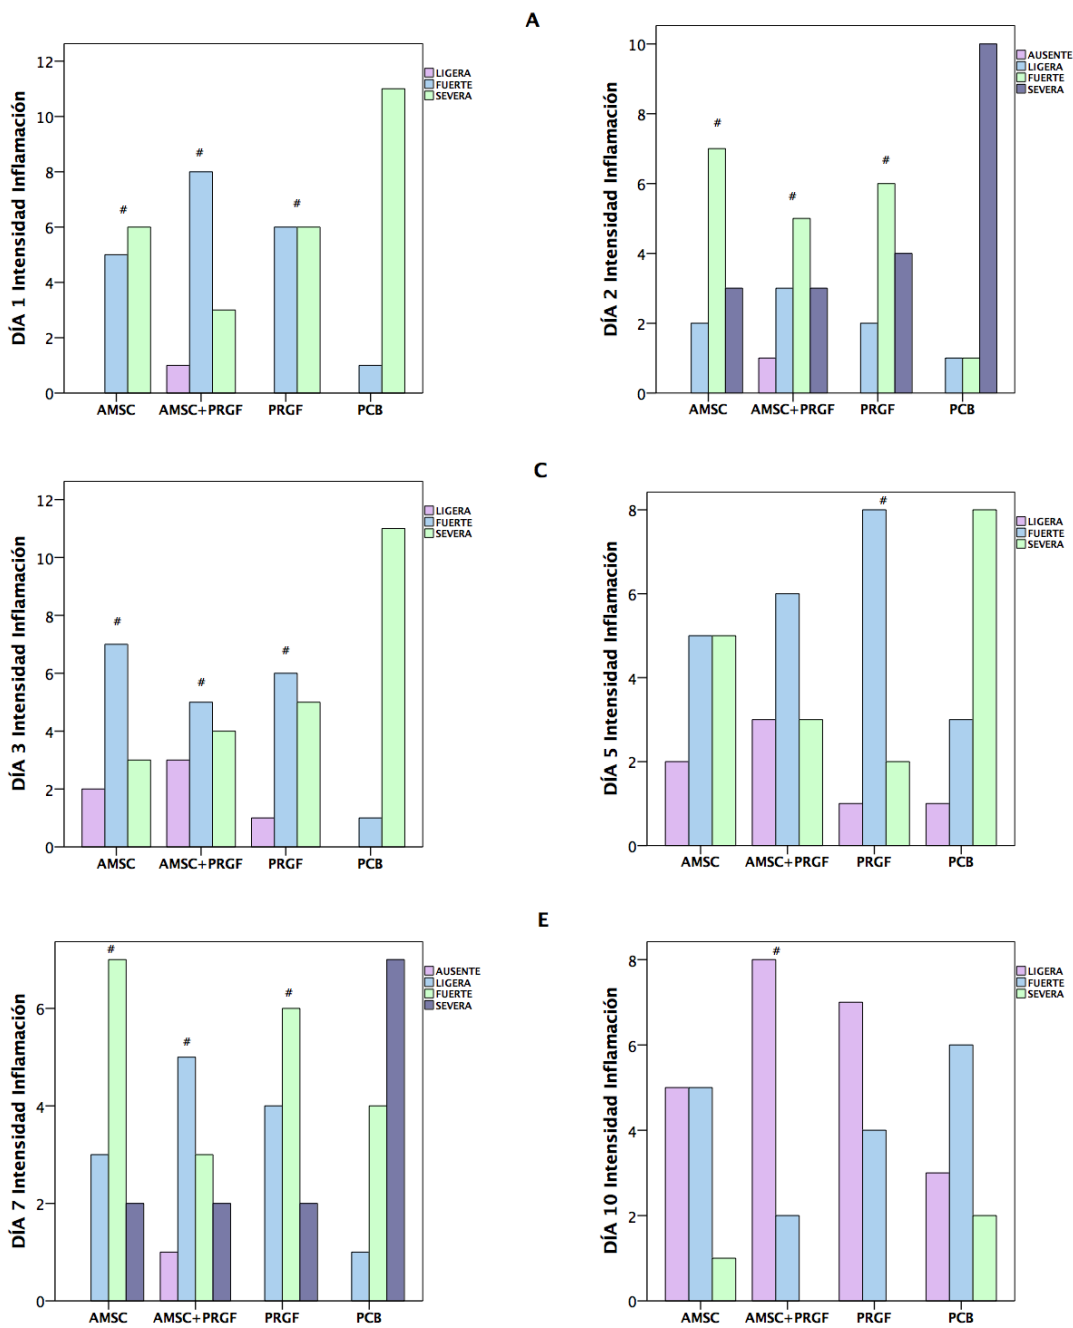 A
DÍA 1 Intensidad Inflamación
12
10
8
6
4
2
0
# # #
AMSC AMSC+PRGF PRGF PCB
LIGERA
FUERTE
SEVERA
DÍA 2 Intensidad Inflamación
10
8
6
4
2
0
# # #
AMSC AMSC+PRGF PRGF PCB
AUSENTE
LIGERA
FUERTE
SEVERA
C
DÍA 3 Intensidad Inflamación
12
10
8
6
4
2
0
# # #
AMSC AMSC+PRGF PRGF PCB
LIGERA
FUERTE
SEVERA
DÍA 5 Intensidad Inflamación
8
6
4
2
0
#
AMSC AMSC+PRGF PRGF PCB
LIGERA
FUERTE
SEVERA
E
DÍA 7 Intensidad Inflamación
6
4
2
0
# # #
AMSC AMSC+PRGF PRGF PCB
AUSENTE
LIGERA
FUERTE
SEVERA
DÍA 10 Intensidad Inflamación
8
6
4
2
0
#
AMSC AMSC+PRGF PRGF PCB
LIGERA
FUERTE
SEVERA